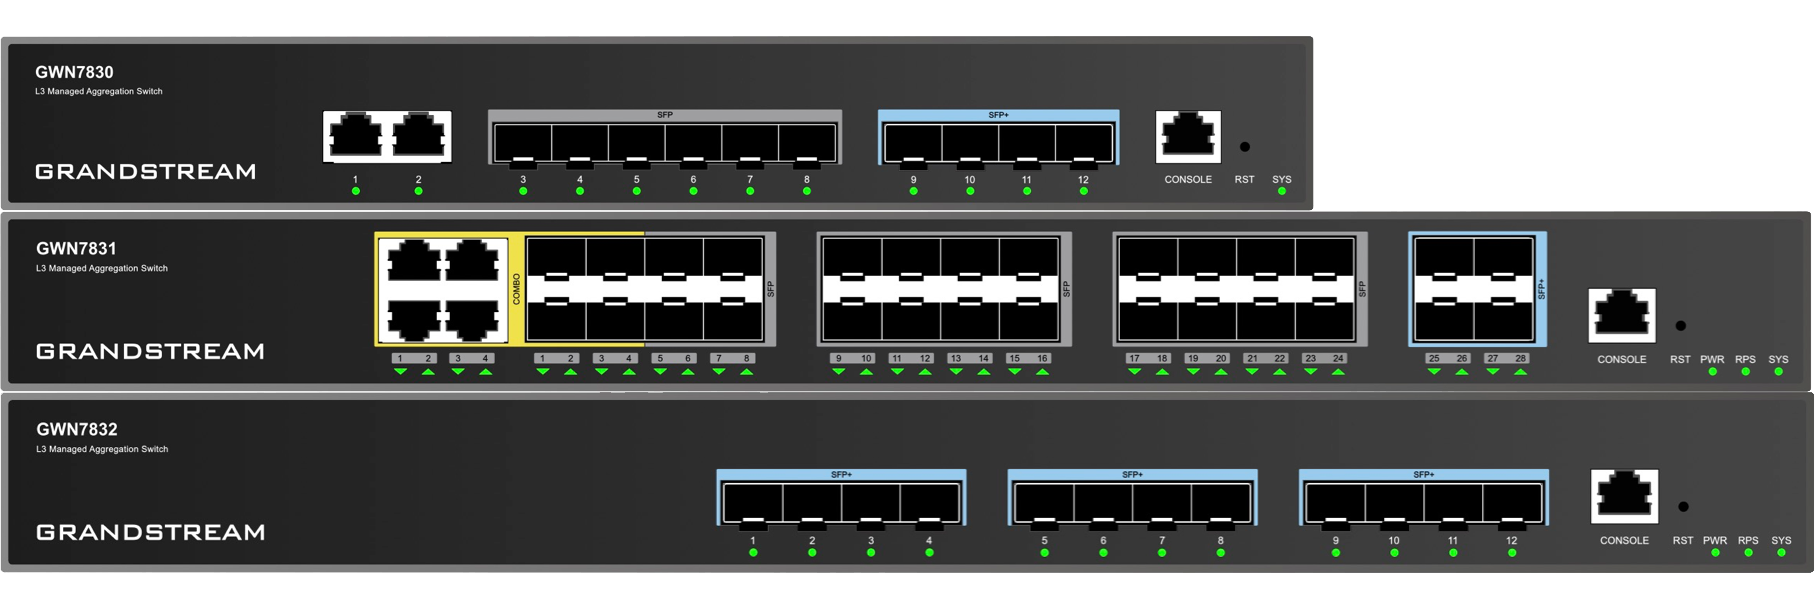 GWN7830
L3 Managed Aggregation Switch
SFP
SFP+
GRANDSTREAM
1 2 3 4 5 6 7 8 9 10 11 12 CONSOLE RST SYS
GWN7831
L3 Managed Aggregation Switch
COMBO
SFP
SFP
SFP
SFP+
GRANDSTREAM
1 2 3 4 1 2 3 4 5 6 7 8 9 10 11 12 13 14 15 16 17 18 19 20 21 22 23 24 25 26 27 28 CONSOLE RST PWR RPS SYS
GWN7832
L3 Managed Aggregation Switch
SFP+
SFP+
SFP+
GRANDSTREAM
1 2 3 4 5 6 7 8 9 10 11 12 CONSOLE RST PWR RPS SYS